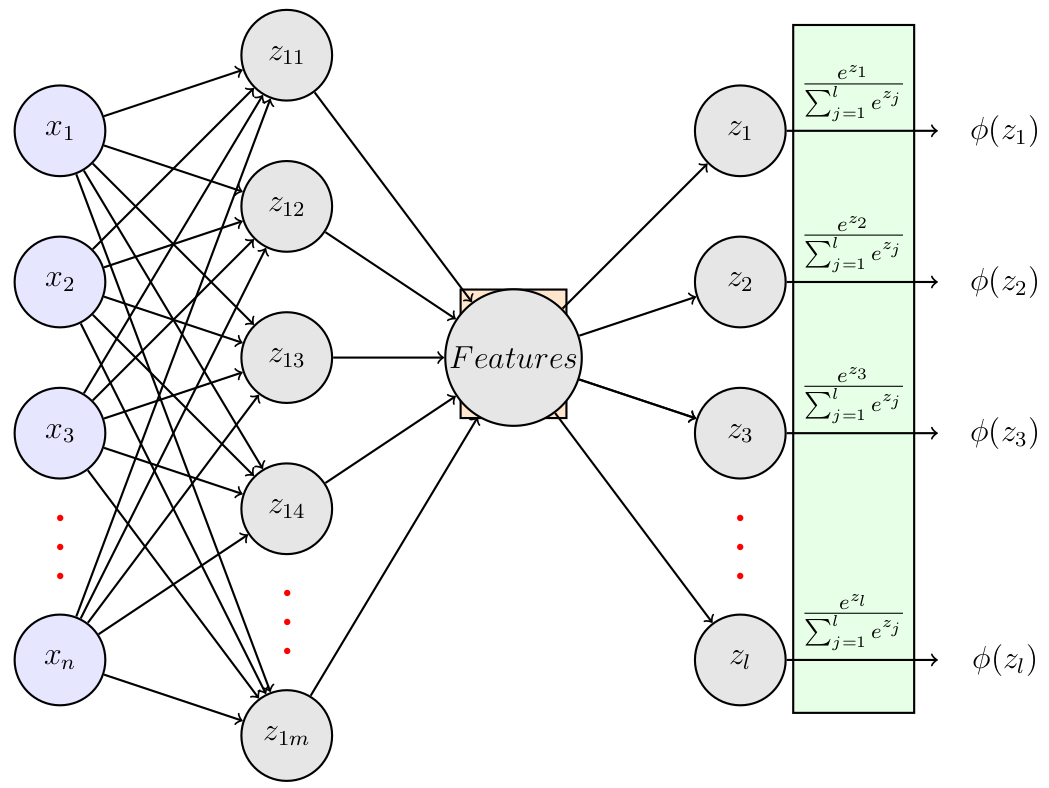 x_1
x_2
x_3
x_n
z_{11}
z_{12}
z_{13}
z_{14}
z_{1m}
Features
z_1
z_2
z_3
z_l
\frac{e^{z_1}}{\sum_{j=1}^{l} e^{z_j}}
\frac{e^{z_2}}{\sum_{j=1}^{l} e^{z_j}}
\frac{e^{z_3}}{\sum_{j=1}^{l} e^{z_j}}
\frac{e^{z_l}}{\sum_{j=1}^{l} e^{z_j}}
\phi(z_1)
\phi(z_2)
\phi(z_3)
\phi(z_l)